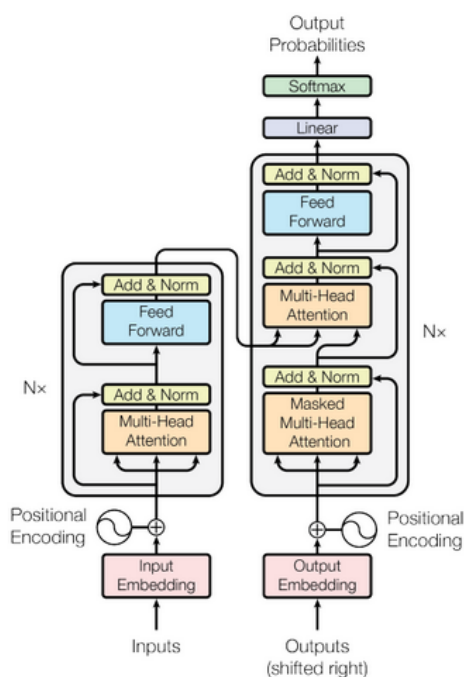 Output
Probabilities
Softmax
Linear
Add & Norm
Feed
Forward
Add & Norm
Multi-Head
Attention
Add & Norm
Masked
Multi-Head
Attention
Nx
Add & Norm
Feed
Forward
Add & Norm
Multi-Head
Attention
Nx
Positional
Encoding
Positional
Encoding
Input
Embedding
Output
Embedding
Inputs
Outputs
(shifted right)